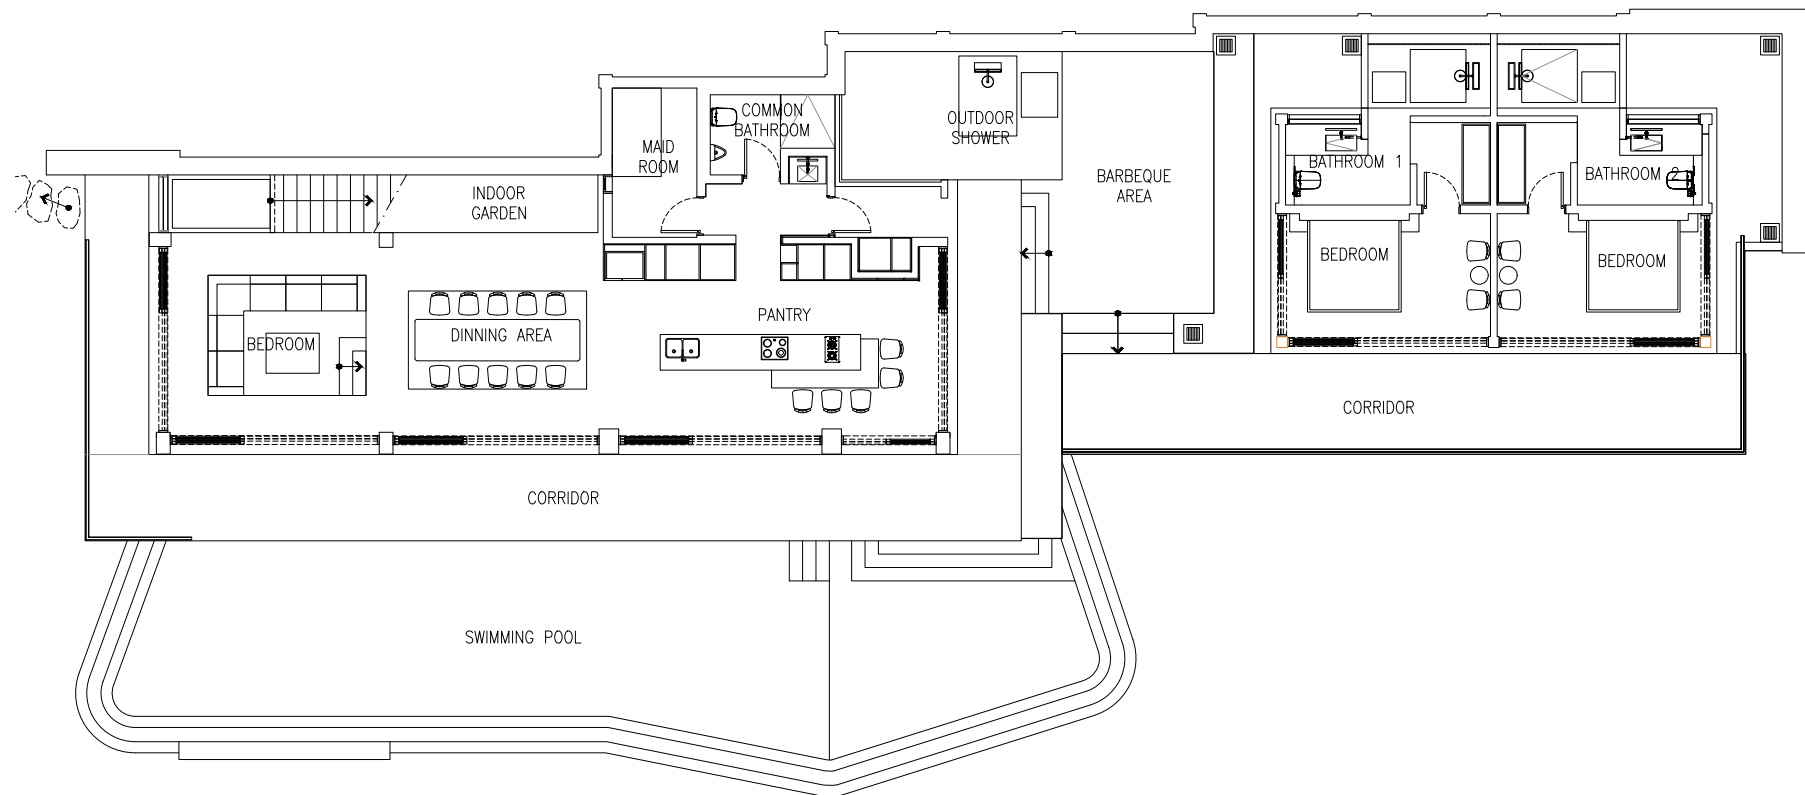 COMMON
BATHROOM
OUTDOOR
SHOWER
MAID
ROOM
BATHROOM 1
BATHROOM 2
BARBEQUE
AREA
INDOOR
GARDEN
BEDROOM
BEDROOM
PANTRY
DINNING AREA
BEDROOM
CORRIDOR
CORRIDOR
SWIMMING POOL